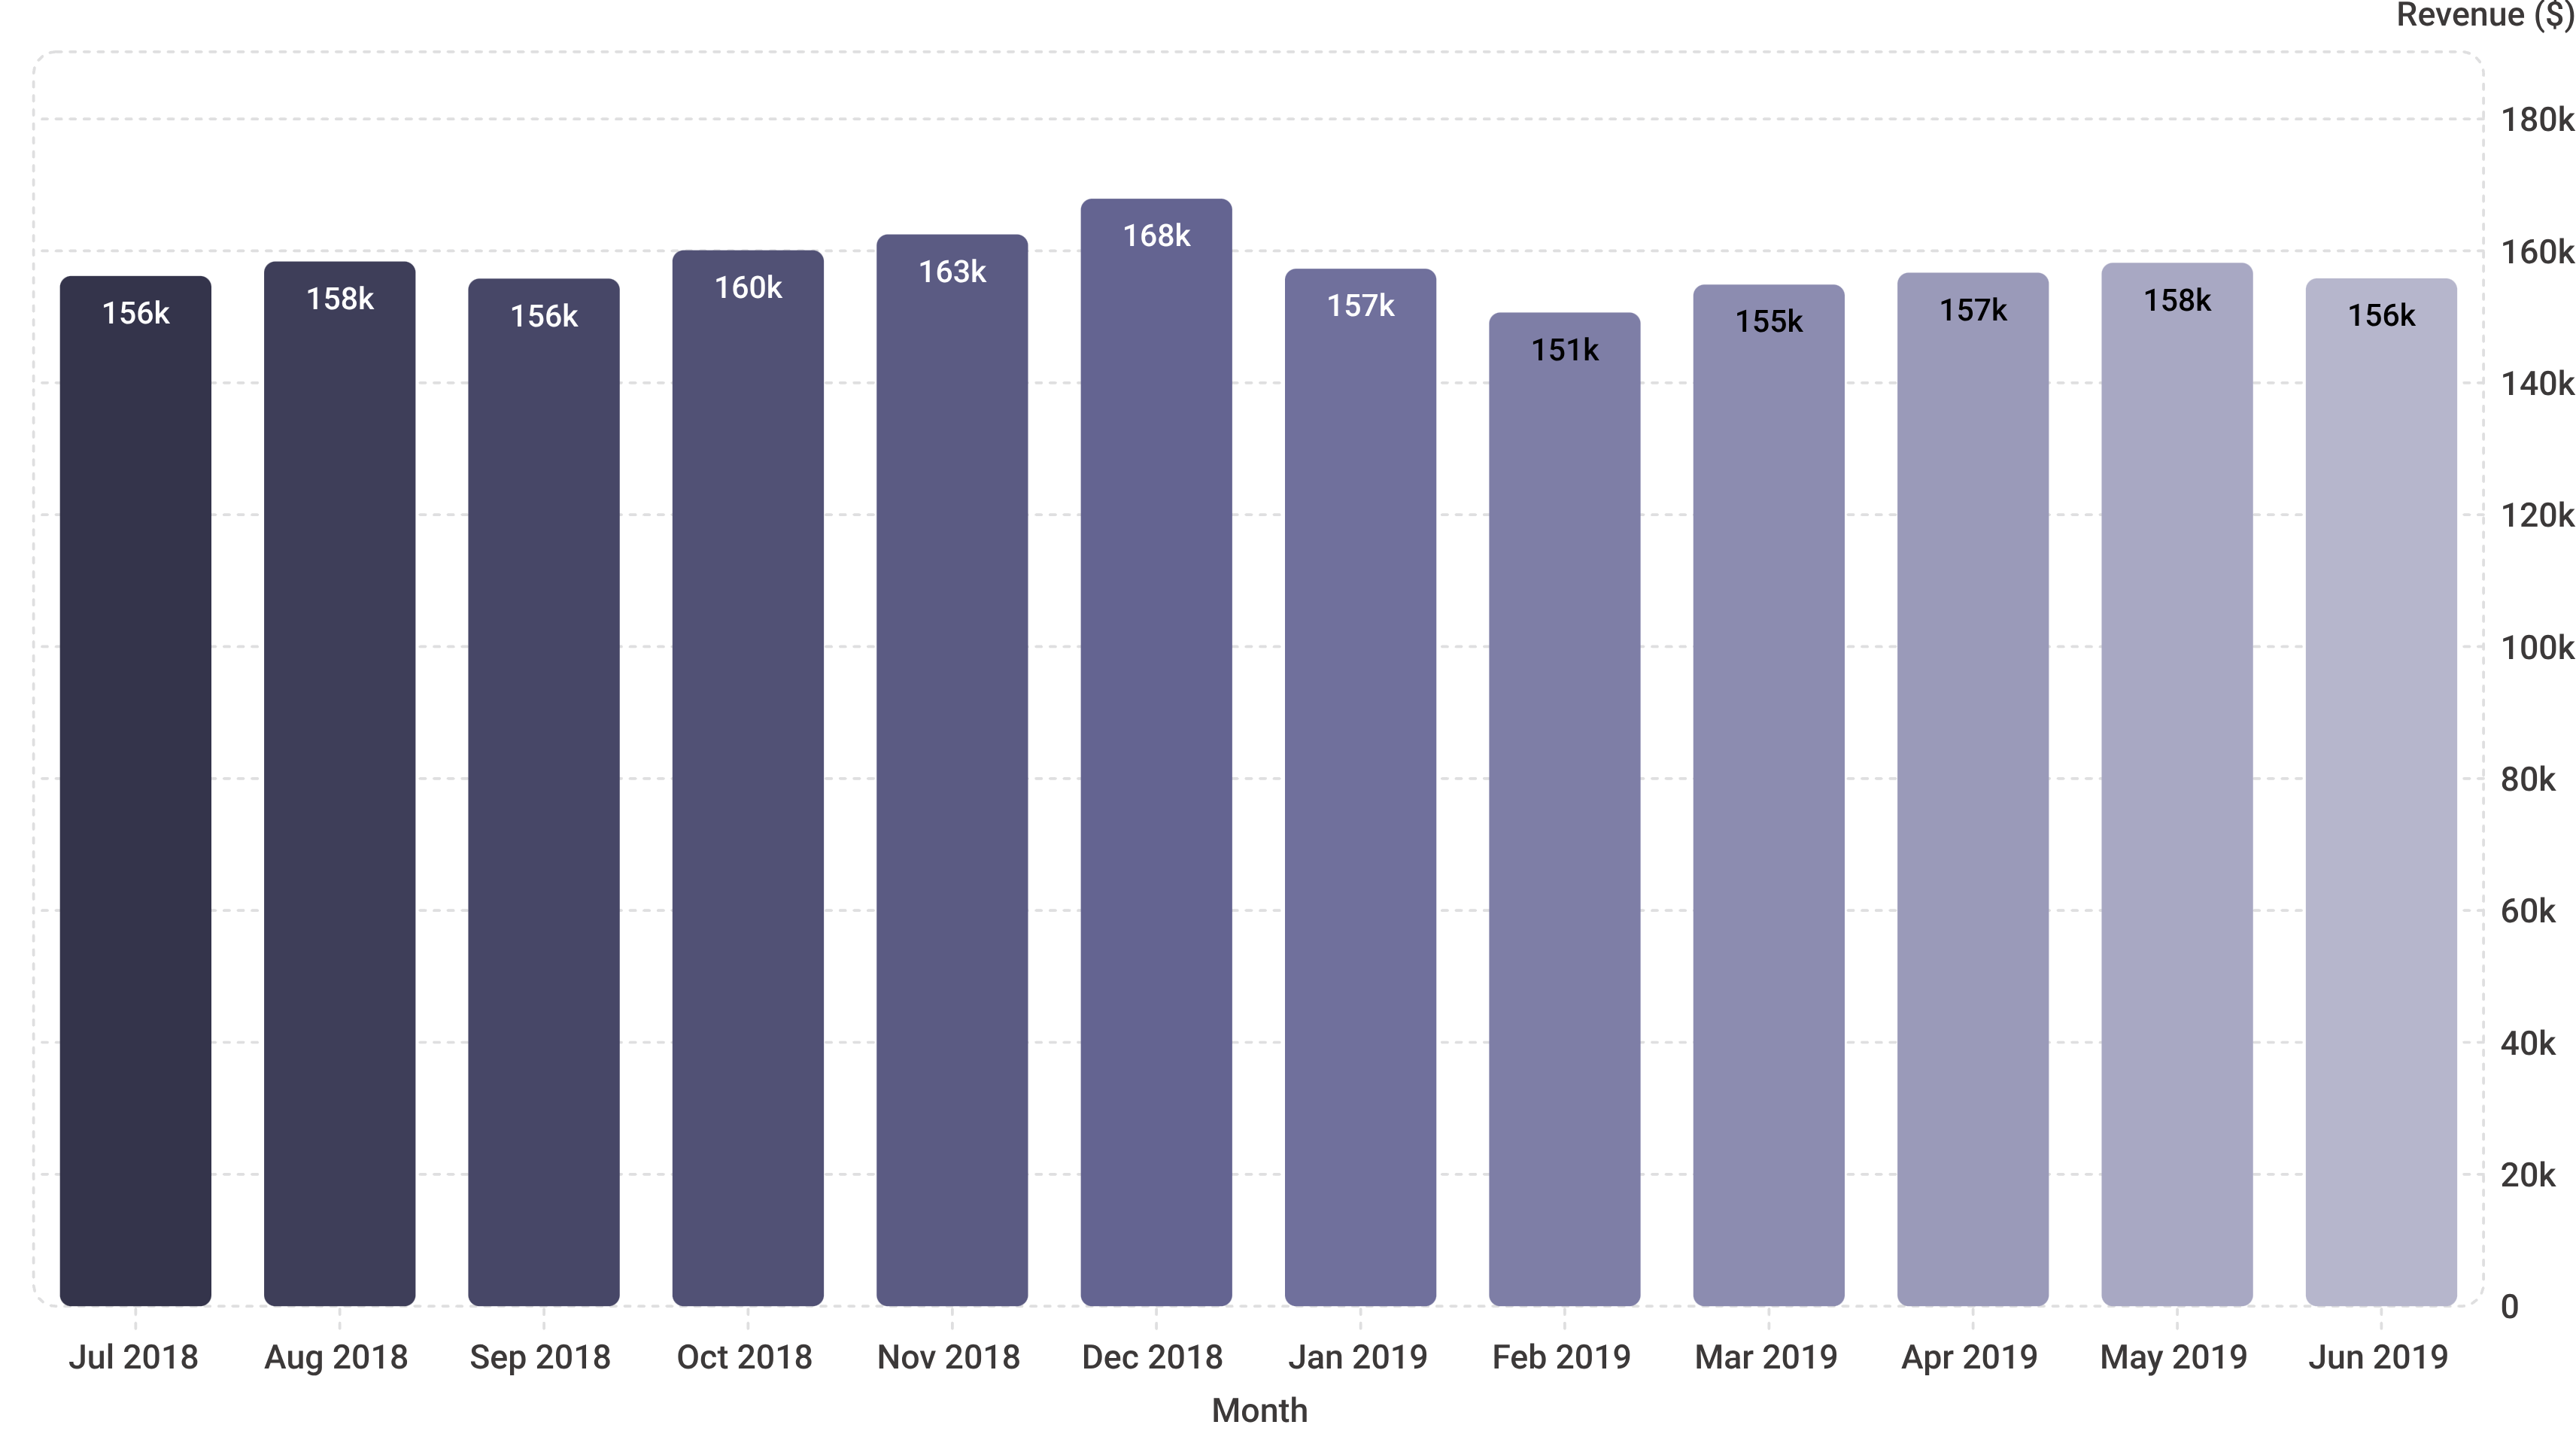 Revenue ($)
180k
160k
140k
120k
100k
80k
60k
40k
20k
0
156k
158k
156k
160k
163k
168k
157k
151k
155k
157k
158k
156k
Jul 2018
Aug 2018
Sep 2018
Oct 2018
Nov 2018
Dec 2018
Jan 2019
Feb 2019
Mar 2019
Apr 2019
May 2019
Jun 2019
Month